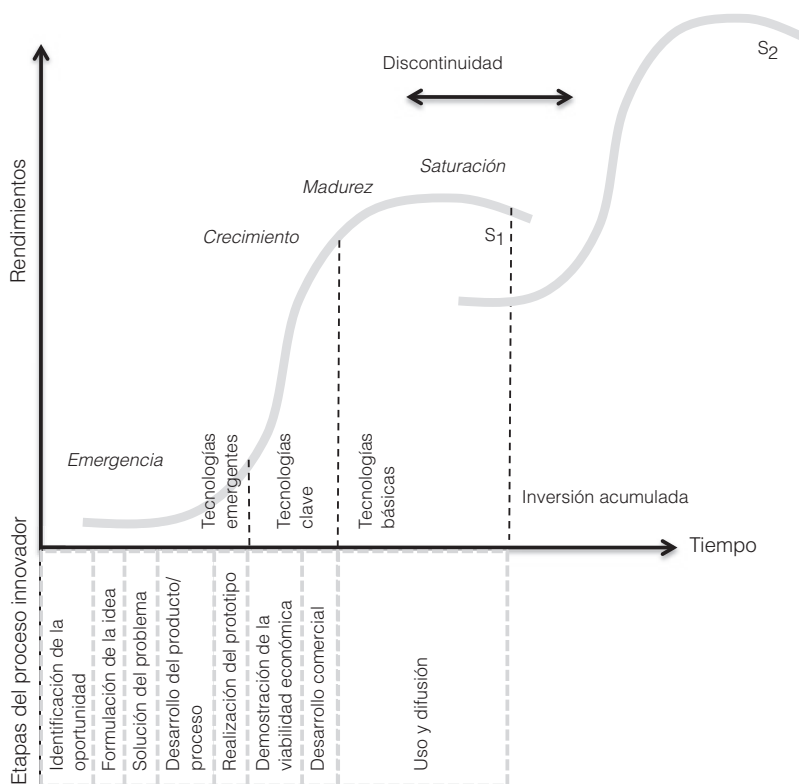 S2
Discontinuidad
Saturación
Madurez
Crecimiento
S1
Rendimientos
Emergencia
Tecnologías
emergentes
Tecnologías
clave
Tecnologías
básicas
Inversión acumulada
Tiempo
Etapas del proceso innovador
Identificación de la
oportunidad
Formulación de la idea
Solución del problema
Desarrollo del producto/
proceso
Realización del prototipo
Demostración de la
viabilidad económica
Desarrollo comercial
Uso y difusión